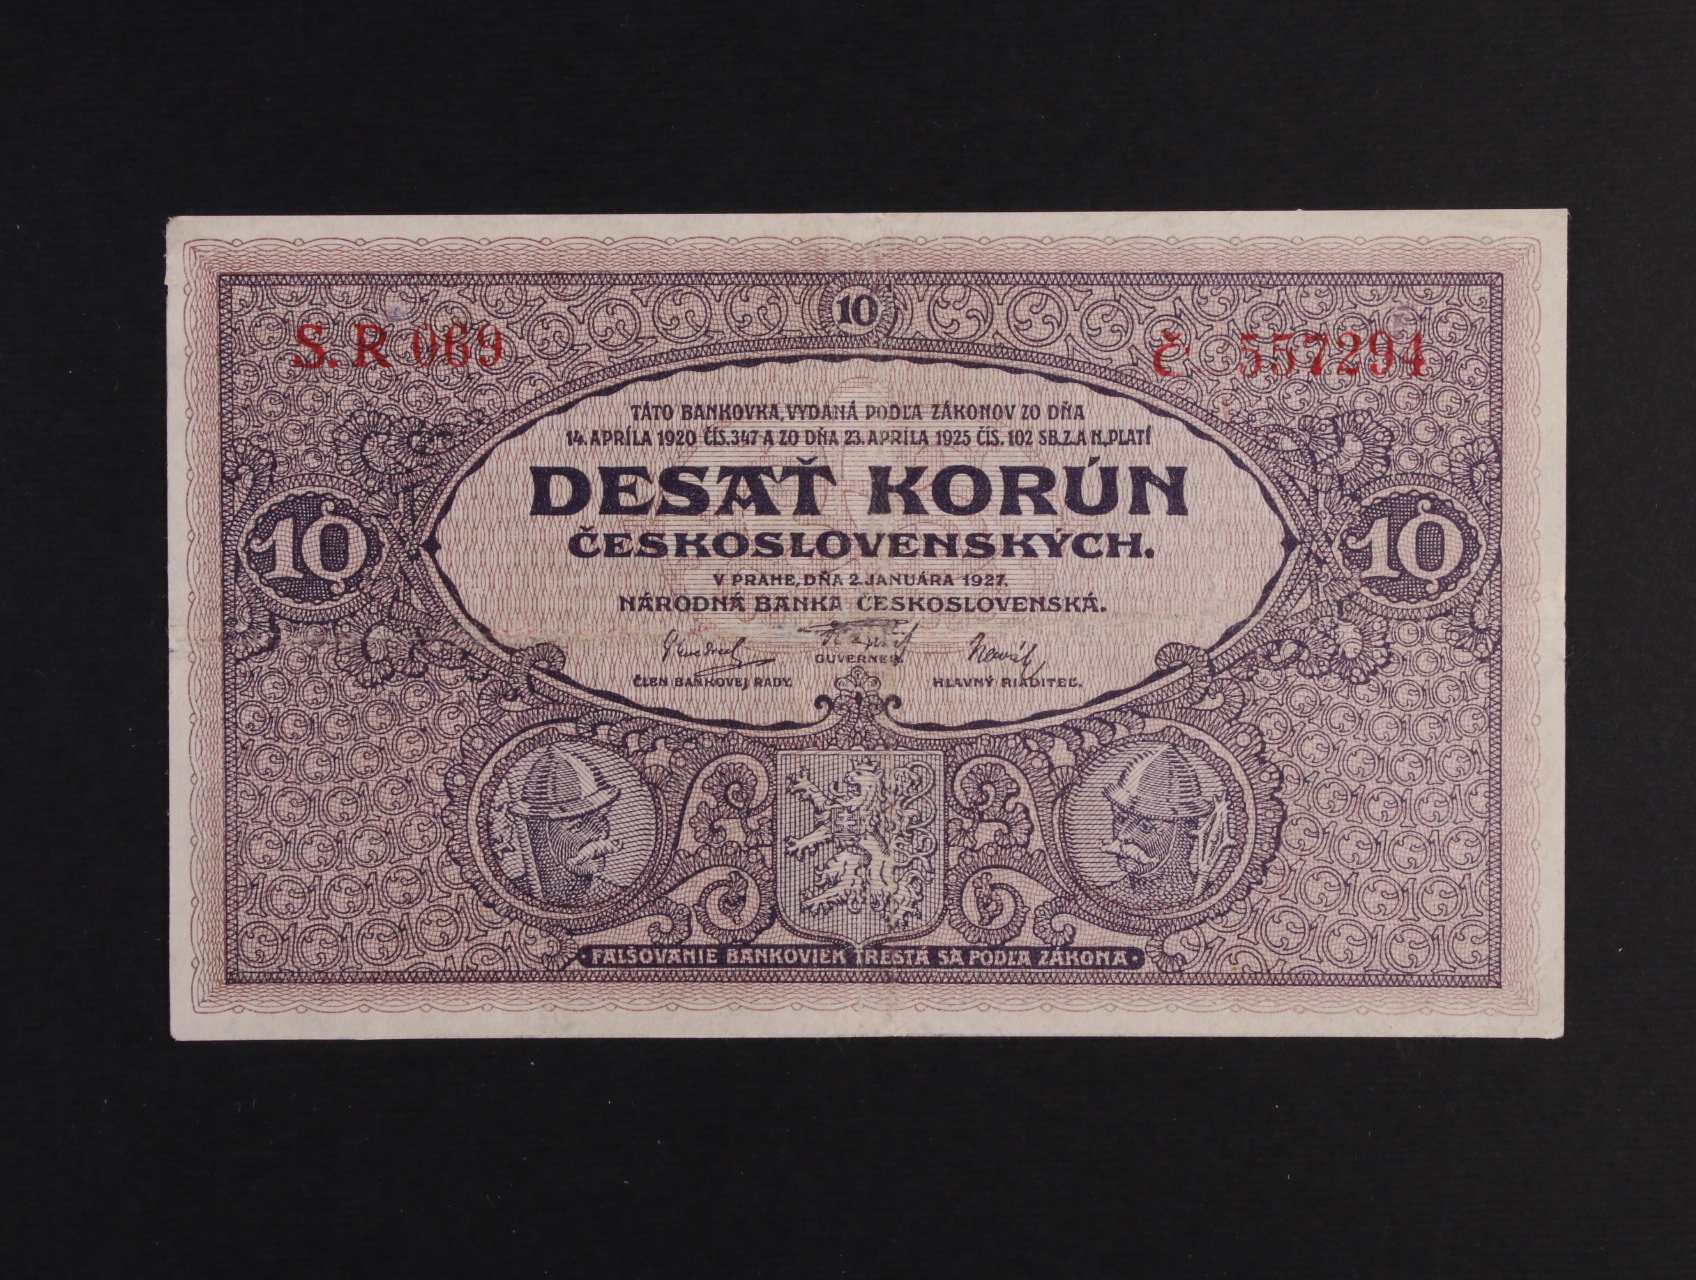 10
S. R 069
Č. 557294
TÁTO BANKOVKA, VYDANÁ PODĽA ZÁKONOV ZO DŇA
14. APRÍLA 1920 ČÍS. 347 A ZO DŇA 23. APRÍLA 1925 ČÍS. 102 SB. Z. A N. PLATÍ
DESAŤ KORÚN
ČESKOSLOVENSKÝCH.
10
10
V PRAHE, DŇA 2. JANUÁRA 1927.
NÁRODNÁ BANKA ČESKOSLOVENSKÁ.
GUVERNER.
ČLEN BANKOVEJ RADY.
HLAVNÝ RIADITEĽ.
· FALŠOVANIE BANKOVIEK TRESTÁ SA PODĽA ZÁKONA ·